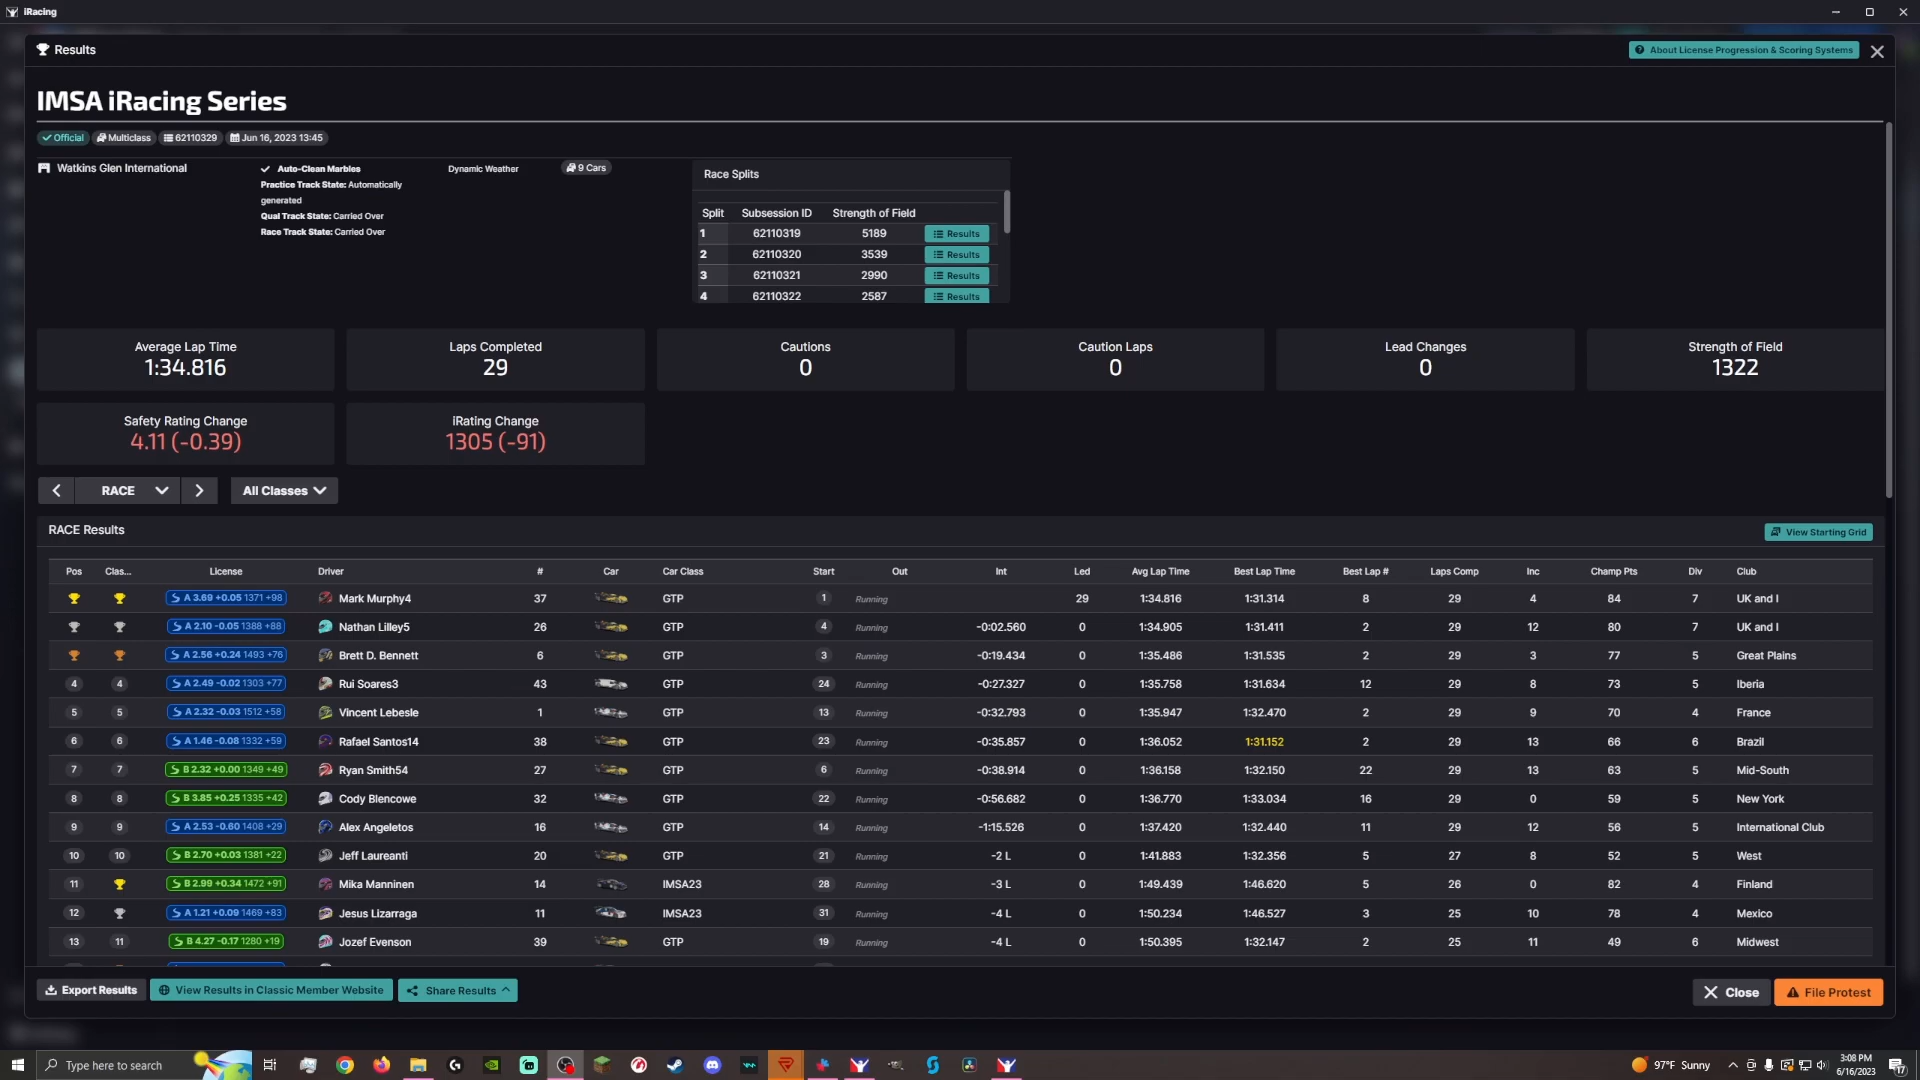 iRacing
Results
About License Progression & Scoring Systems
IMSA iRacing Series
Official
Multiclass
62110329
Jun 16, 2023 13:45
Watkins Glen International
Auto-Clean Marbles
Practice Track State: Automatically
generated
Qual Track State: Carried Over
Race Track State: Carried Over
Dynamic Weather
9 Cars
Race Splits
Split Subsession ID Strength of Field
1 62110319 5189 Results
2 62110320 3539 Results
3 62110321 2990 Results
4 62110322 2587 Results
Average Lap Time
1:34.816
Laps Completed
29
Cautions
0
Caution Laps
0
Lead Changes
0
Strength of Field
1322
Safety Rating Change
4.11 (-0.39)
iRating Change
1305 (-91)
RACE
All Classes
RACE Results
View Starting Grid
Pos Clas... License Driver # Car Car Class Start Out Int Led Avg Lap Time Best Lap Time Best Lap # Laps Comp Inc Champ Pts Div Club
A 3.69 +0.05 1371 +98 Mark Murphy4 37 GTP 1 Running 29 1:34.816 1:31.314 8 29 4 84 7 UK and I
A 2.10 -0.05 1388 +88 Nathan Lilley5 26 GTP 4 Running -0:02.560 0 1:34.905 1:31.411 2 29 12 80 7 UK and I
A 2.56 +0.24 1493 +76 Brett D. Bennett 6 GTP 3 Running -0:19.434 0 1:35.486 1:31.535 2 29 3 77 5 Great Plains
4 4 A 2.49 -0.02 1303 +77 Rui Soares3 43 GTP 24 Running -0:27.327 0 1:35.758 1:31.634 12 29 8 73 5 Iberia
5 5 A 2.32 -0.03 1512 +58 Vincent Lebesle 1 GTP 13 Running -0:32.793 0 1:35.947 1:32.470 2 29 9 70 4 France
6 6 A 1.46 -0.08 1332 +59 Rafael Santos14 38 GTP 23 Running -0:35.857 0 1:36.052 1:31.152 2 29 13 66 6 Brazil
7 7 B 2.32 +0.00 1349 +49 Ryan Smith54 27 GTP 6 Running -0:38.914 0 1:36.158 1:32.150 22 29 13 63 5 Mid-South
8 8 B 3.85 +0.25 1335 +42 Cody Blencowe 32 GTP 22 Running -0:56.682 0 1:36.770 1:33.034 16 29 0 59 5 New York
9 9 A 2.53 -0.60 1408 +29 Alex Angeletos 16 GTP 14 Running -1:15.526 0 1:37.420 1:32.440 11 29 12 56 5 International Club
10 10 B 2.70 +0.03 1381 +22 Jeff Laureanti 20 GTP 21 Running -2 L 0 1:41.883 1:32.356 5 27 8 52 5 West
11 B 2.99 +0.34 1472 +91 Mika Manninen 14 IMSA23 28 Running -3 L 0 1:49.439 1:46.620 5 26 0 82 4 Finland
12 A 1.21 +0.09 1469 +83 Jesus Lizarraga 11 IMSA23 31 Running -4 L 0 1:50.234 1:46.527 3 25 10 78 4 Mexico
13 11 B 4.27 -0.17 1280 +19 Jozef Evenson 39 GTP 19 Running -4 L 0 1:50.395 1:32.147 2 25 11 49 6 Midwest
Export Results
View Results in Classic Member Website
Share Results
Close
File Protest
Type here to search
97°F Sunny
3:08 PM
6/16/2023
17